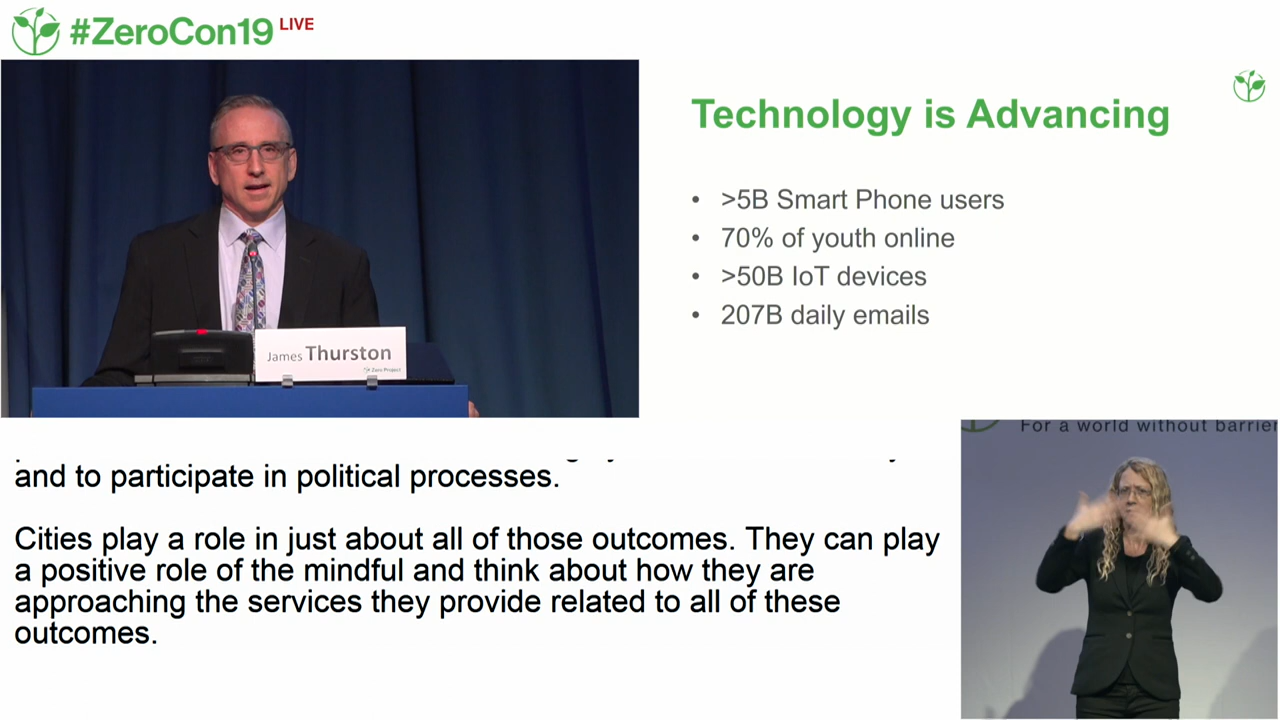 #ZeroCon19 LIVE
Technology is Advancing
• >5B Smart Phone users
• 70% of youth online
• >50B IoT devices
• 207B daily emails
James Thurston
Zero Project
For a world without barrier
and to participate in political processes.
Cities play a role in just about all of those outcomes. They can play
a positive role of the mindful and think about how they are
approaching the services they provide related to all of these
outcomes.